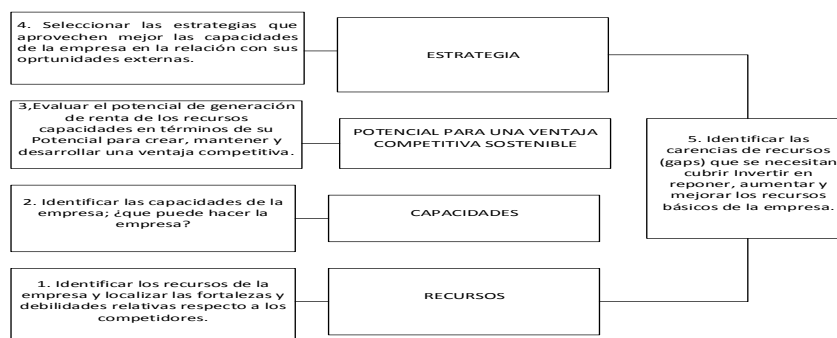 4. Seleccionar las estrategias que
aprovechen mejor las capacidades
de la empresa en la relación con sus
oprtunidades externas.
ESTRATEGIA
3,Evaluar el potencial de generación
de renta de los recursos
capacidades en términos de su
Potencial para crear, mantener y
desarrollar una ventaja competitiva.
POTENCIAL PARA UNA VENTAJA
COMPETITIVA SOSTENIBLE
2. Identificar las capacidades de la
empresa; ¿que puede hacer la
empresa?
CAPACIDADES
1. Identificar los recursos de la
empresa y localizar las fortalezas y
debilidades relativas respecto a los
competidores.
RECURSOS
5. Identificar las
carencias de recursos
(gaps) que se necesitan
cubrir Invertir en
reponer, aumentar y
mejorar los recursos
básicos de la empresa.